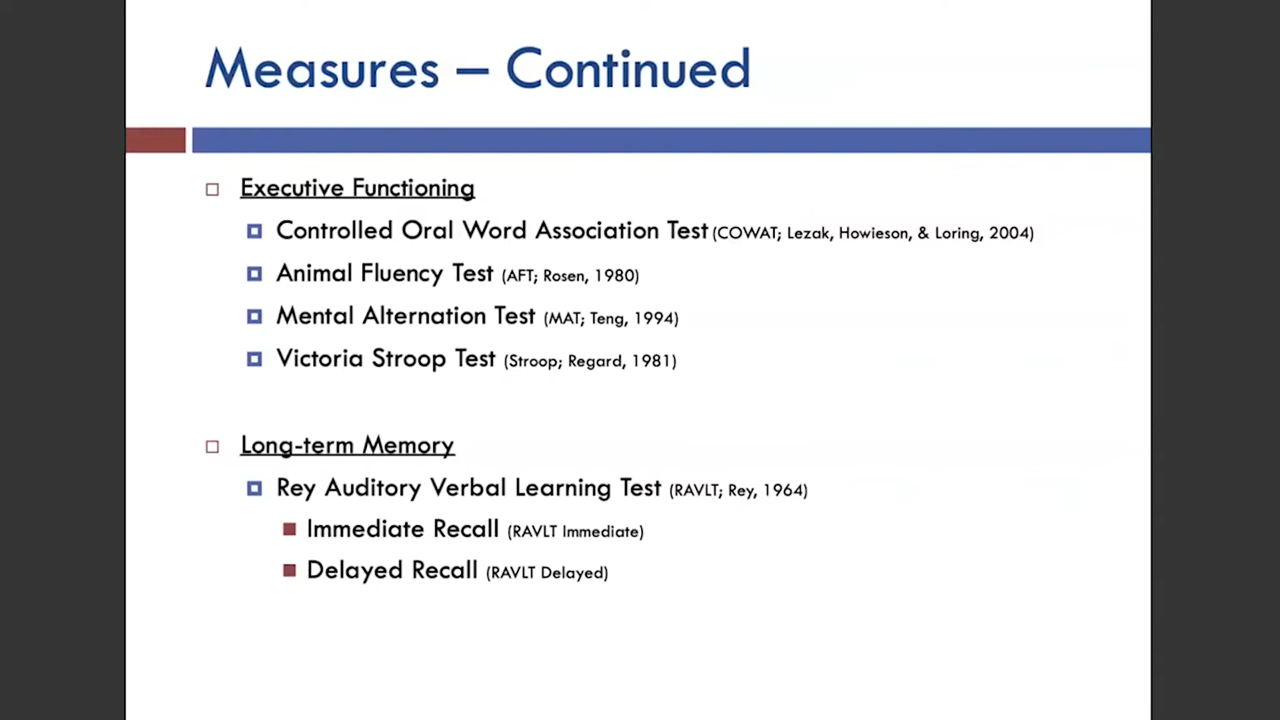 Measures – Continued
Executive Functioning
Controlled Oral Word Association Test (COWAT; Lezak, Howieson, & Loring, 2004)
Animal Fluency Test (AFT; Rosen, 1980)
Mental Alternation Test (MAT; Teng, 1994)
Victoria Stroop Test (Stroop; Regard, 1981)
Long-term Memory
Rey Auditory Verbal Learning Test (RAVLT; Rey, 1964)
Immediate Recall (RAVLT Immediate)
Delayed Recall (RAVLT Delayed)